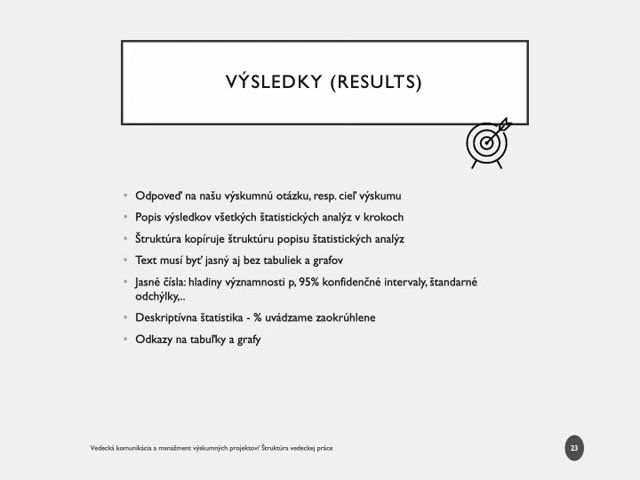 VÝSLEDKY (RESULTS)
• Odpoveď na našu výskumnú otázku, resp. cieľ výskumu
• Popis výsledkov všetkých štatistických analýz v krokoch
• Štruktúra kopíruje štruktúru popisu štatistických analýz
• Text musí byť jasný aj bez tabuliek a grafov
• Jasné čísla: hladiny významnosti p, 95% konfidenčné intervaly, štandarné
odchýlky,..
• Deskriptívna štatistika - % uvádzame zaokrúhlene
• Odkazy na tabuľky a grafy
Vedecká komunikácia a manažment výskumných projektov/ Štruktúra vedeckej práce
23